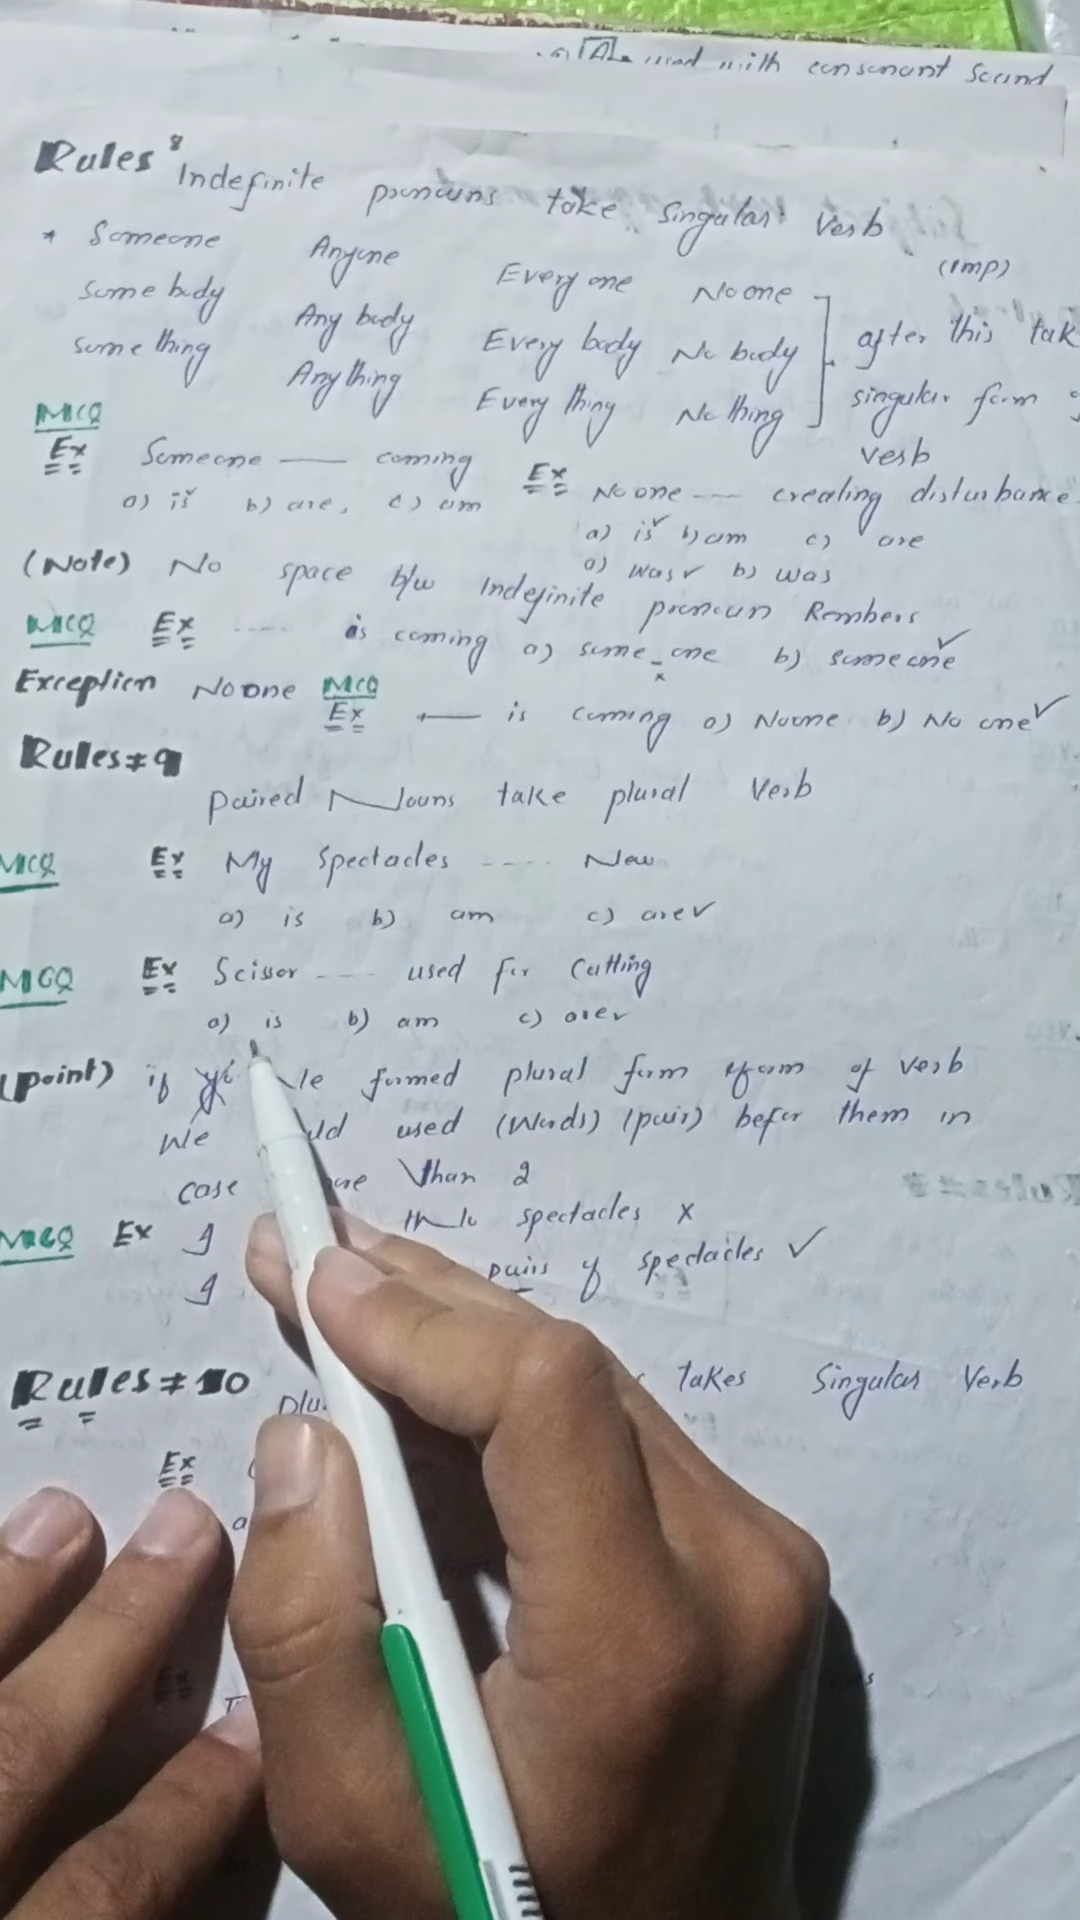 used with consonant Sound
Rules 8 Indefinite pronouns take Singular Verb
* Someone Anyone Every one No one (Imp)
some body Any body Every body No body after this tak
some thing Any thing Every thing No thing singular form
verb
MCQ
Ex Someone —— coming
a) is ✓ b) are, c) am
Ex No one ---- creating disturbance.
a) is ✓ b) am c) are
a) was ✓ b) was
(Note) No space b/w Indefinite pronoun Rembers
MCQ Ex ---- is coming a) some_one x b) someone ✓
Exception No one MCQ
Ex —— is coming a) Noone b) No one ✓
Rules ≠ 9
paired Nouns take plural Verb
MCQ Ex My spectacles ---- New
a) is b) am c) are ✓
MCQ Ex Scissor ---- used for Cutting
a) is b) am c) are ✓
(point) if formed plural form of verb
We used (Words) (pair) befor them in
case than 2
MCQ Ex I spectacles x
I pairs of spectacles ✓
Rules ≠ 10 takes Singular Verb
Ex
a
Ex